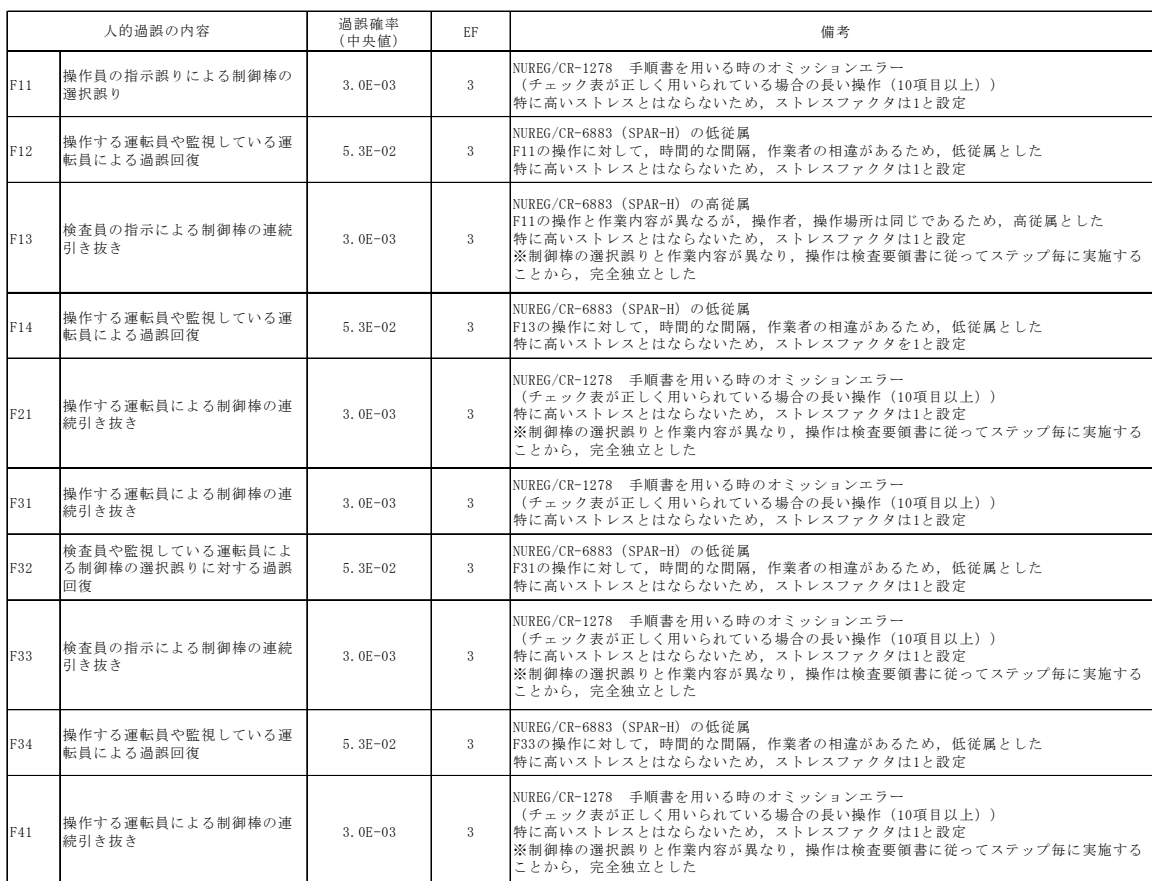 人的過誤の内容
過誤確率
（中央値）
EF
備考
F11
操作員の指示誤りによる制御棒の
選択誤り
3.0E-03
3
NUREG/CR-1278　手順書を用いる時のオミッションエラー
（チェック表が正しく用いられている場合の長い操作（10項目以上））
特に高いストレスとはならないため，ストレスファクタは1と設定
F12
操作する運転員や監視している運
転員による過誤回復
5.3E-02
3
NUREG/CR-6883（SPAR-H）の低従属
F11の操作に対して，時間的な間隔，作業者の相違があるため，低従属とした
特に高いストレスとはならないため，ストレスファクタは1と設定
F13
検査員の指示による制御棒の連続
引き抜き
3.0E-03
3
NUREG/CR-6883（SPAR-H）の高従属
F11の操作と作業内容が異なるが，操作者，操作場所は同じであるため，高従属とした
特に高いストレスとはならないため，ストレスファクタは1と設定
※制御棒の選択誤りと作業内容が異なり，操作は検査要領書に従ってステップ毎に実施する
ことから，完全独立とした
F14
操作する運転員や監視している運
転員による過誤回復
5.3E-02
3
NUREG/CR-6883（SPAR-H）の低従属
F13の操作に対して，時間的な間隔，作業者の相違があるため，低従属とした
特に高いストレスとはならないため，ストレスファクタを1と設定
F21
操作する運転員による制御棒の連
続引き抜き
3.0E-03
3
NUREG/CR-1278　手順書を用いる時のオミッションエラー
（チェック表が正しく用いられている場合の長い操作（10項目以上））
特に高いストレスとはならないため，ストレスファクタは1と設定
※制御棒の選択誤りと作業内容が異なり，操作は検査要領書に従ってステップ毎に実施する
ことから，完全独立とした
F31
操作する運転員による制御棒の連
続引き抜き
3.0E-03
3
NUREG/CR-1278　手順書を用いる時のオミッションエラー
（チェック表が正しく用いられている場合の長い操作（10項目以上））
特に高いストレスとはならないため，ストレスファクタは1と設定
F32
検査員や監視している運転員によ
る制御棒の選択誤りに対する過誤
回復
5.3E-02
3
NUREG/CR-6883（SPAR-H）の低従属
F31の操作に対して，時間的な間隔，作業者の相違があるため，低従属とした
特に高いストレスとはならないため，ストレスファクタは1と設定
F33
検査員の指示による制御棒の連続
引き抜き
3.0E-03
3
NUREG/CR-1278　手順書を用いる時のオミッションエラー
（チェック表が正しく用いられている場合の長い操作（10項目以上））
特に高いストレスとはならないため，ストレスファクタは1と設定
※制御棒の選択誤りと作業内容が異なり，操作は検査要領書に従ってステップ毎に実施する
ことから，完全独立とした
F34
操作する運転員や監視している運
転員による過誤回復
5.3E-02
3
NUREG/CR-6883（SPAR-H）の低従属
F33の操作に対して，時間的な間隔，作業者の相違があるため，低従属とした
特に高いストレスとはならないため，ストレスファクタは1と設定
F41
操作する運転員による制御棒の連
続引き抜き
3.0E-03
3
NUREG/CR-1278　手順書を用いる時のオミッションエラー
（チェック表が正しく用いられている場合の長い操作（10項目以上））
特に高いストレスとはならないため，ストレスファクタは1と設定
※制御棒の選択誤りと作業内容が異なり，操作は検査要領書に従ってステップ毎に実施する
ことから，完全独立とした